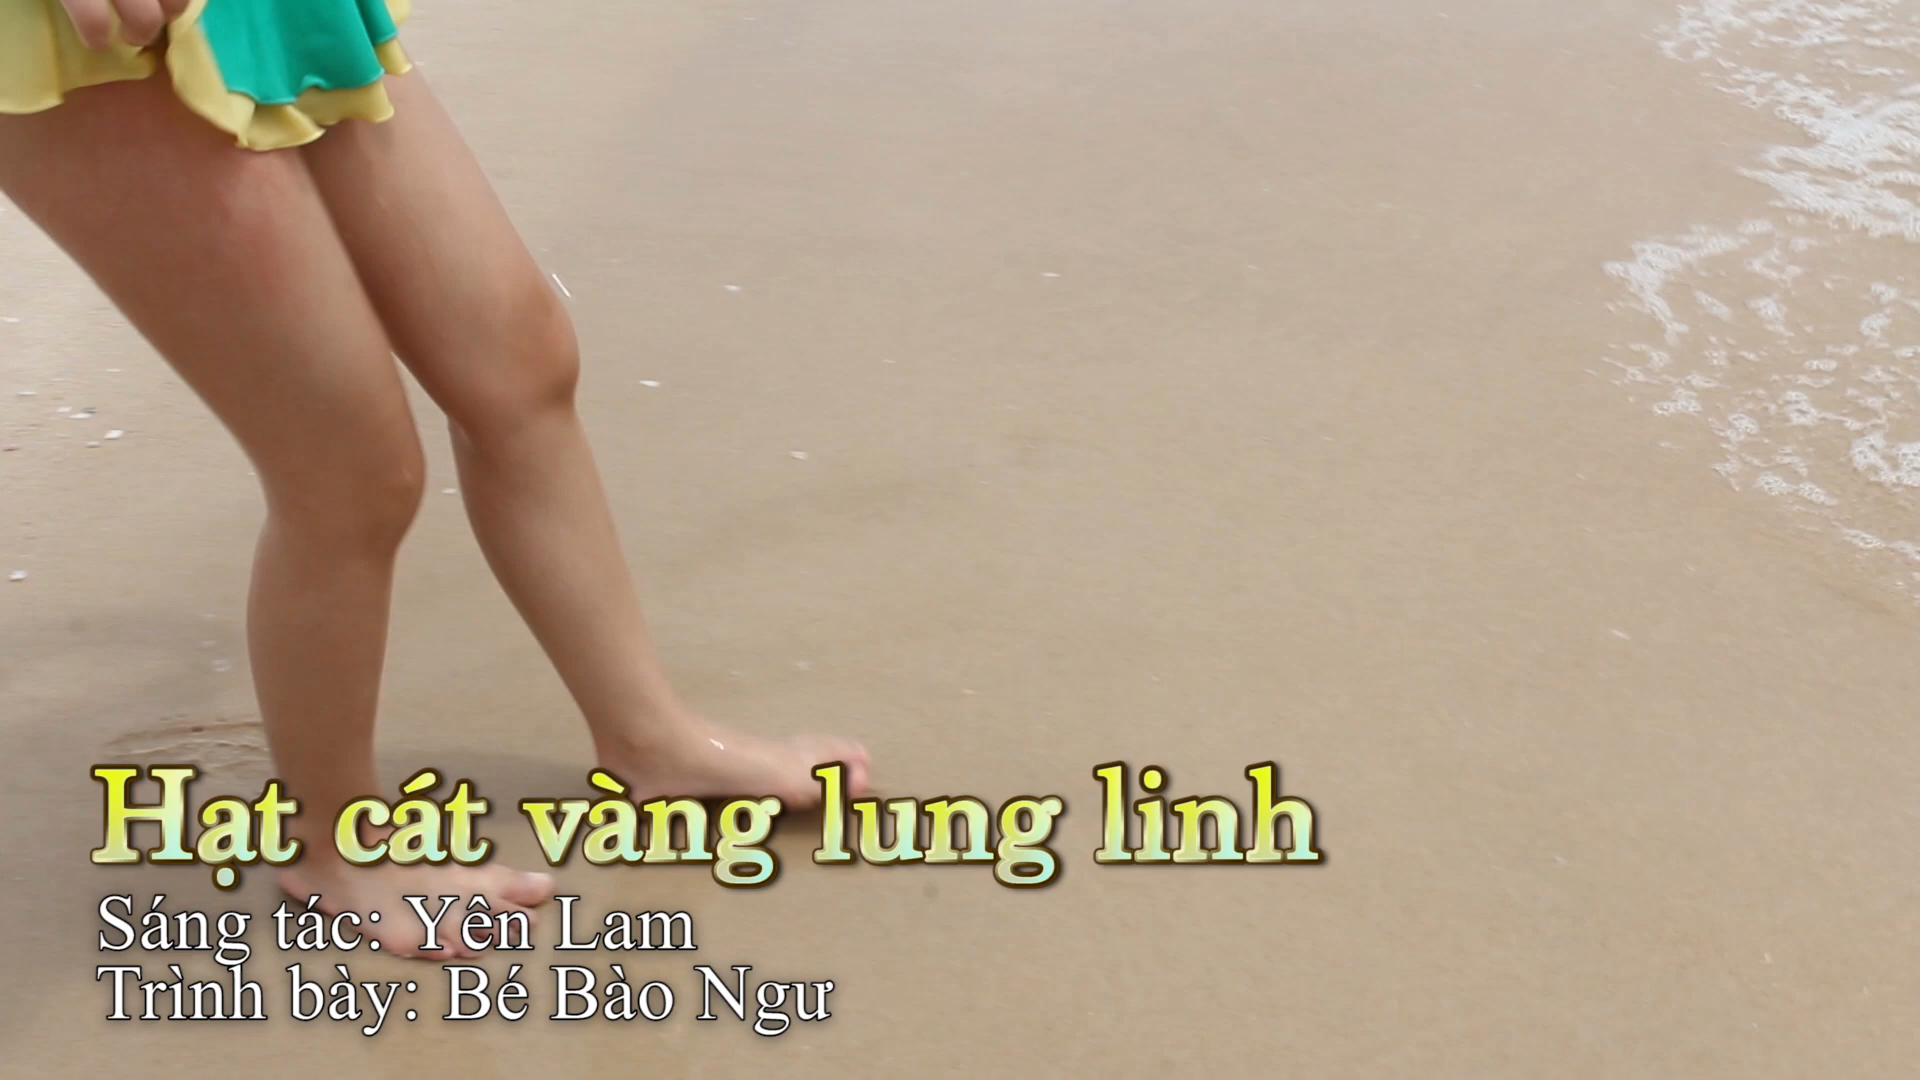 Hạt cát vàng lung linh
Sáng tác: Yên Lam
Trình bày: Bé Bào Ngư